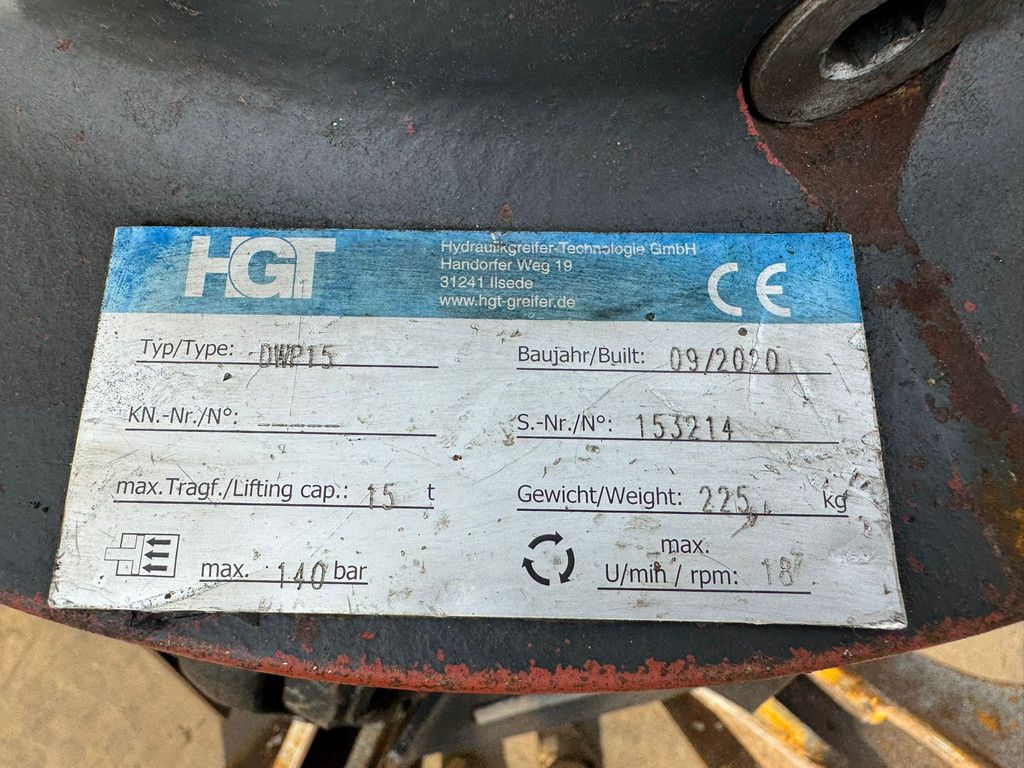 HGT
Hydraulikgreifer-Technologie GmbH
Handorfer Weg 19
31241 Ilsede
www.hgt-greifer.de
CE
Typ/Type: DWP15
Baujahr/Built: 09/2020
KN.-Nr./N°: -----
S.-Nr./N°: 153214
max.Tragf./Lifting cap.: 15 t
Gewicht/Weight: 225 kg
max. 140 bar
max.
U/min / rpm: 18